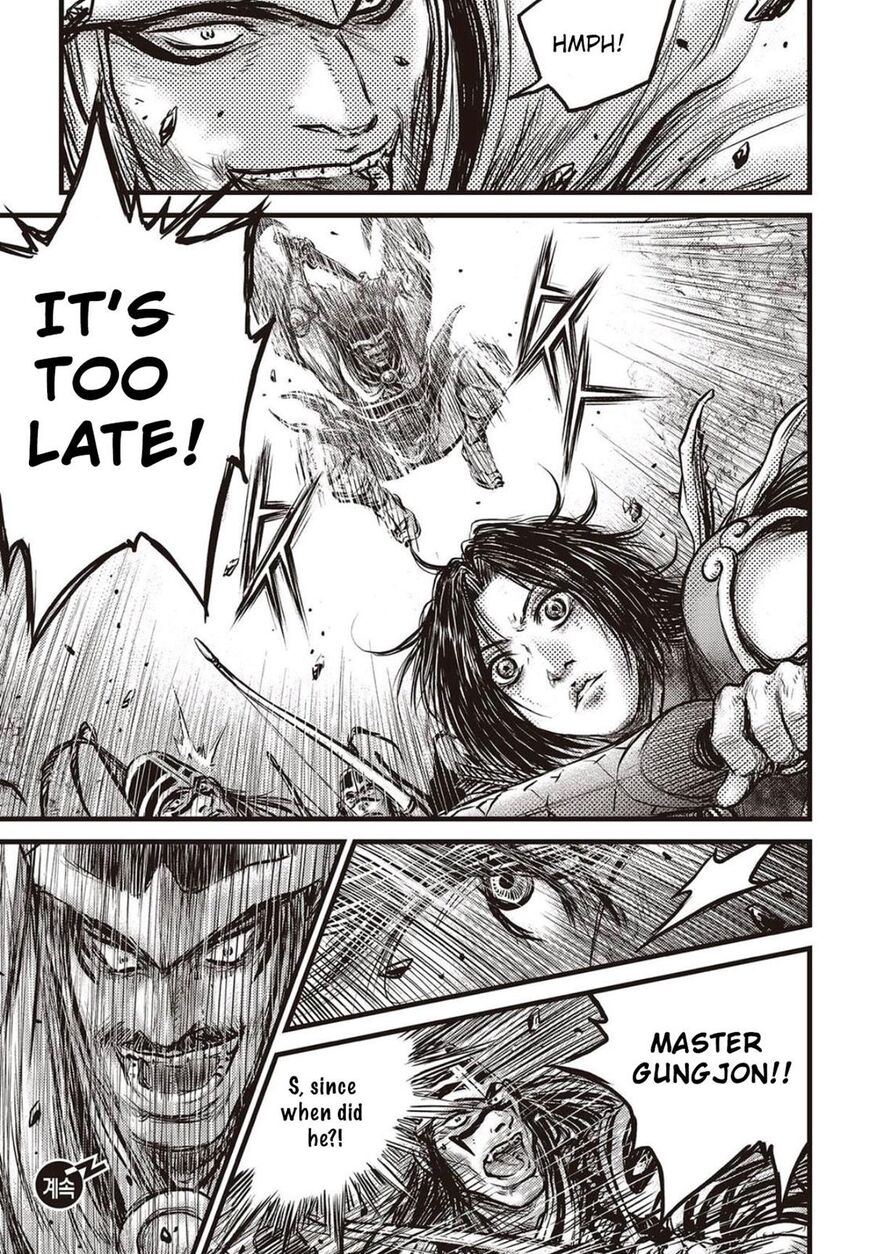 HMPH!
IT'S
TOO
LATE!
MASTER
GUNGJON!!
S, since
when did
he?!
계속